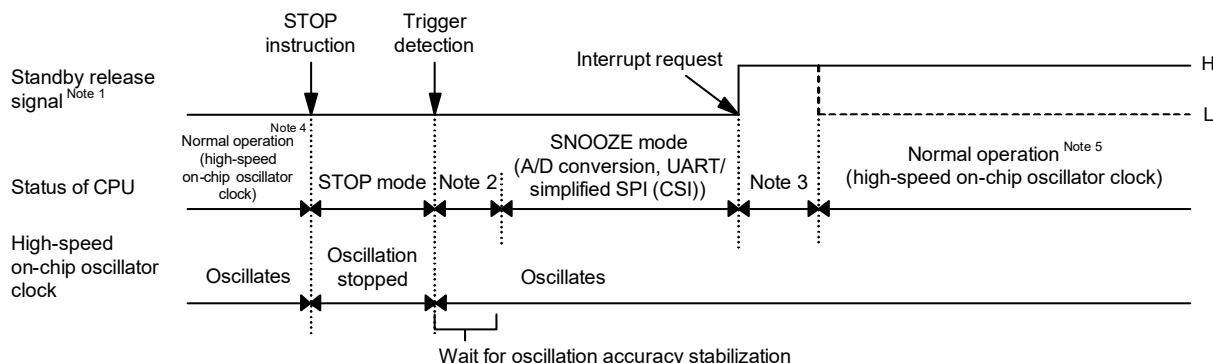 STOP
instruction
Trigger
detection
Interrupt request
H
Standby release
signal Note 1
L
Status of CPU
Normal operation Note 4
(high-speed
on-chip oscillator
clock)
STOP mode
Note 2
SNOOZE mode
(A/D conversion, UART/
simplified SPI (CSI))
Note 3
Normal operation Note 5
(high-speed on-chip oscillator clock)
High-speed
on-chip oscillator
clock
Oscillates
Oscillation
stopped
Oscillates
Wait for oscillation accuracy stabilization